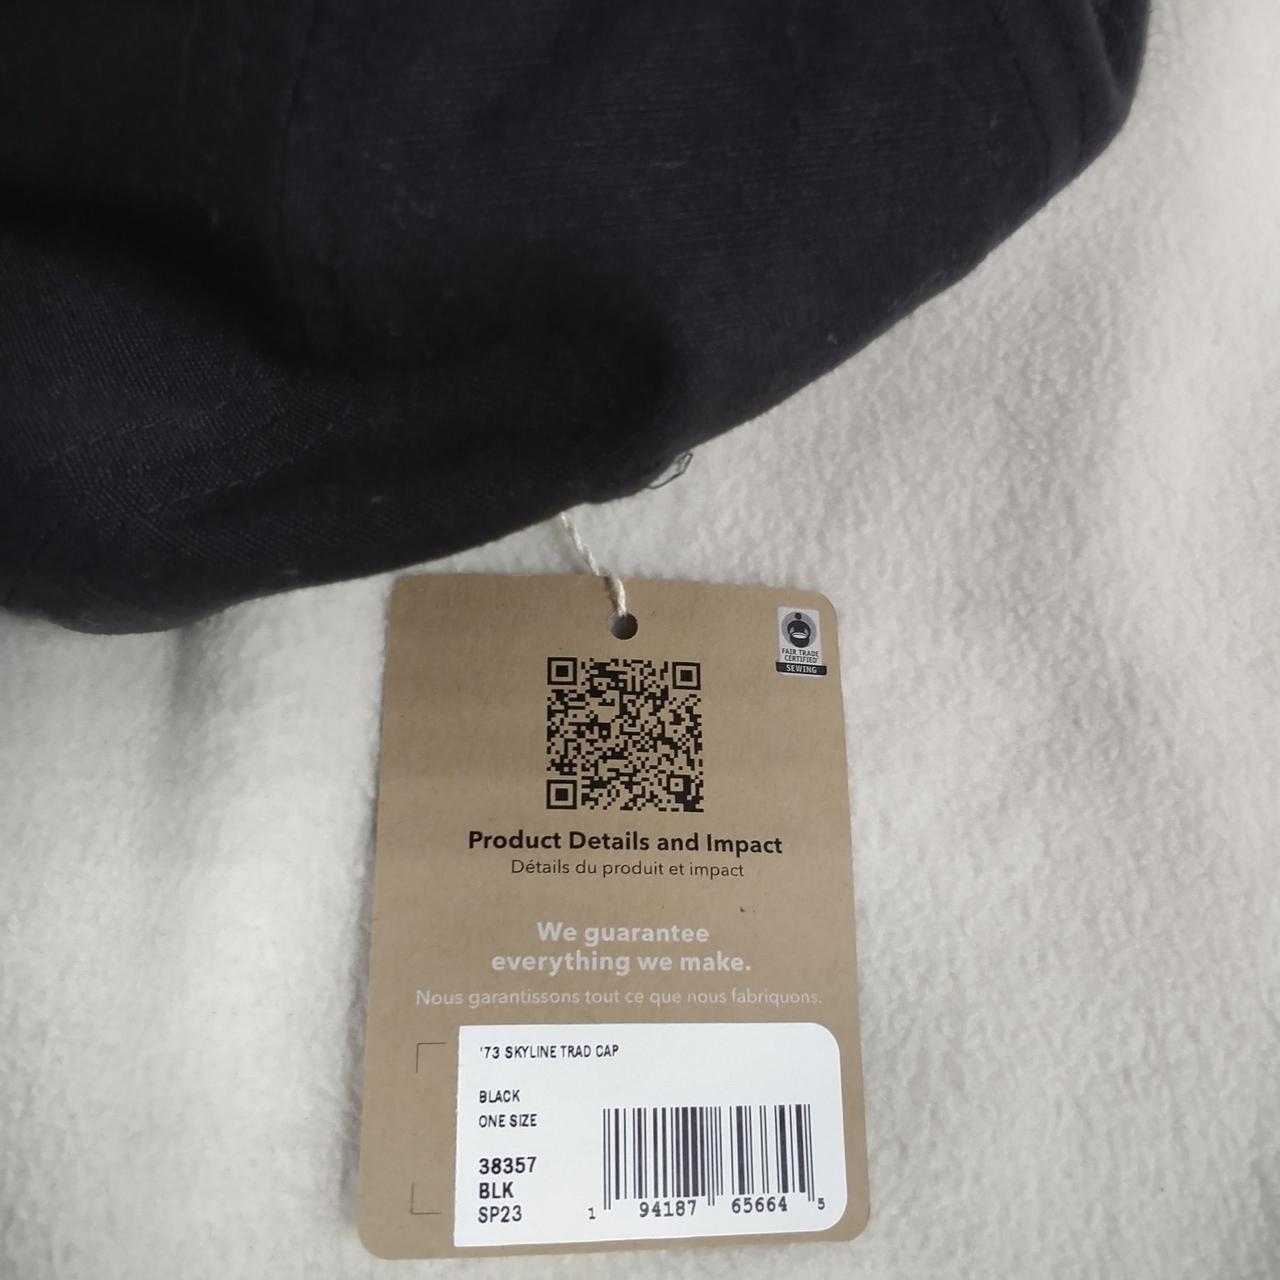 FAIR TRADE
CERTIFIED
SEWING
Product Details and Impact
Détails du produit et impact
We guarantee
everything we make.
Nous garantissons tout ce que nous fabriquons.
'73 SKYLINE TRAD CAP
BLACK
ONE SIZE
38357
BLK
SP23
1 94187 65664 5